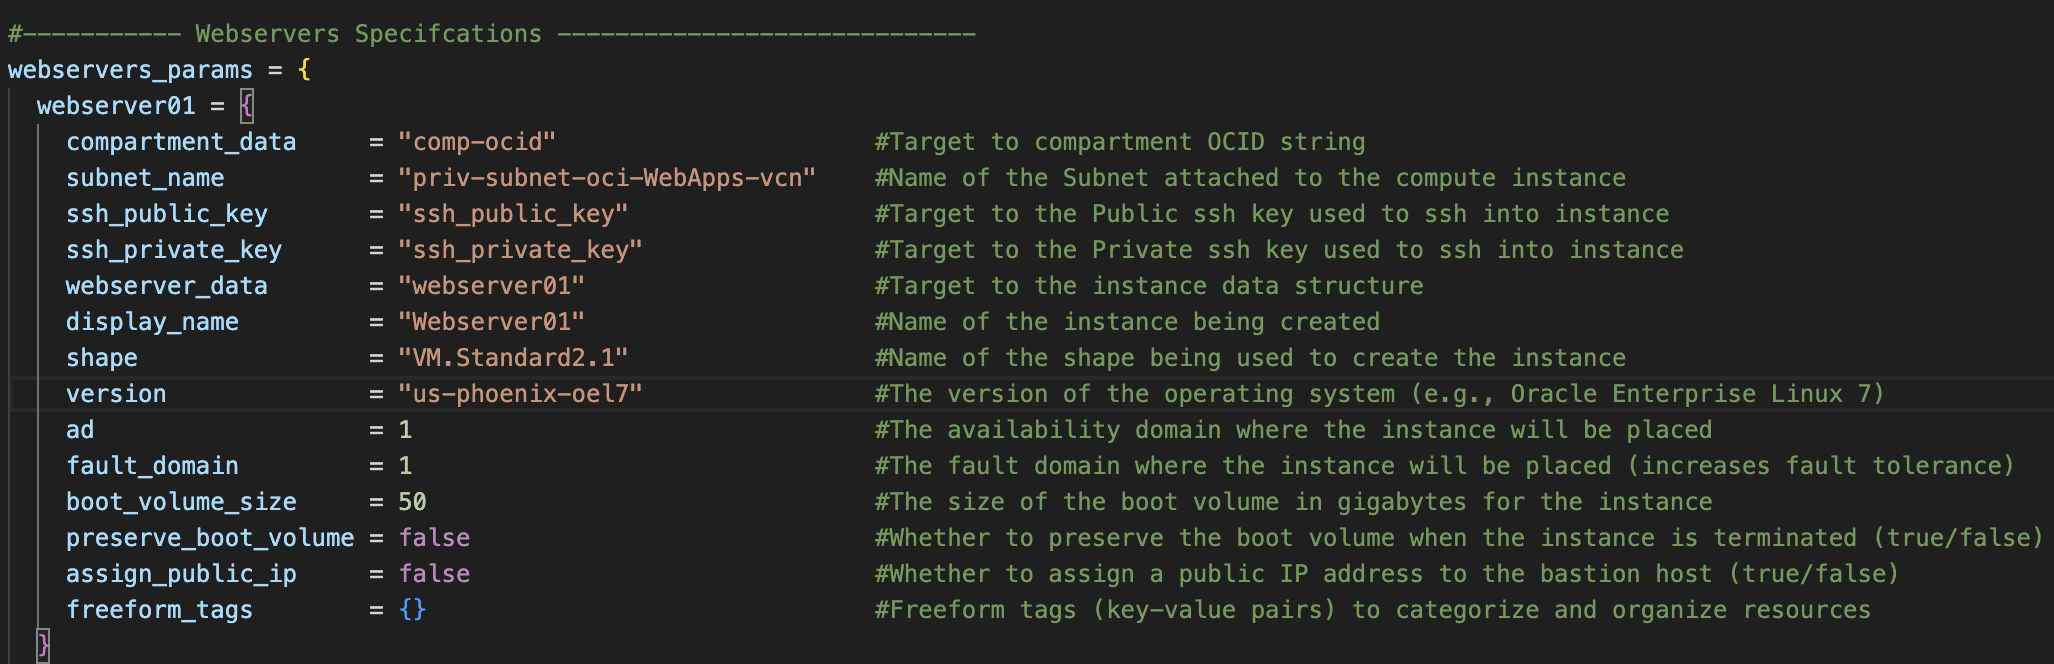 #----------- Webservers Specifcations -----------------------------
webservers_params = {
  webserver01 = {
    compartment_data     = "comp-ocid"                      #Target to compartment OCID string
    subnet_name          = "priv-subnet-oci-WebApps-vcn"    #Name of the Subnet attached to the compute instance
    ssh_public_key       = "ssh_public_key"                 #Target to the Public ssh key used to ssh into instance
    ssh_private_key      = "ssh_private_key"                #Target to the Private ssh key used to ssh into instance
    webserver_data       = "webserver01"                    #Target to the instance data structure
    display_name         = "Webserver01"                    #Name of the instance being created
    shape                = "VM.Standard2.1"                 #Name of the shape being used to create the instance
    version              = "us-phoenix-oel7"                #The version of the operating system (e.g., Oracle Enterprise Linux 7)
    ad                   = 1                                #The availability domain where the instance will be placed
    fault_domain         = 1                                #The fault domain where the instance will be placed (increases fault tolerance)
    boot_volume_size     = 50                               #The size of the boot volume in gigabytes for the instance
    preserve_boot_volume = false                            #Whether to preserve the boot volume when the instance is terminated (true/false)
    assign_public_ip     = false                            #Whether to assign a public IP address to the bastion host (true/false)
    freeform_tags        = {}                               #Freeform tags (key-value pairs) to categorize and organize resources
  }